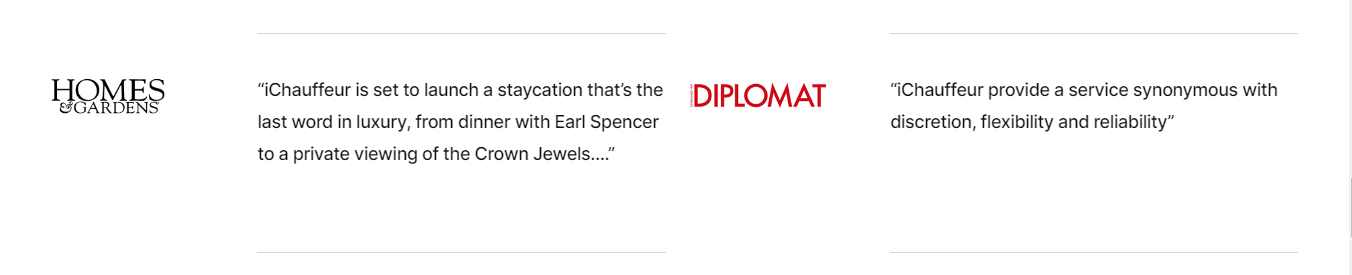 HOMES
& GARDENS
“iChauffeur is set to launch a staycation that’s the
last word in luxury, from dinner with Earl Spencer
to a private viewing of the Crown Jewels....”
DIPLOMAT
“iChauffeur provide a service synonymous with
discretion, flexibility and reliability”